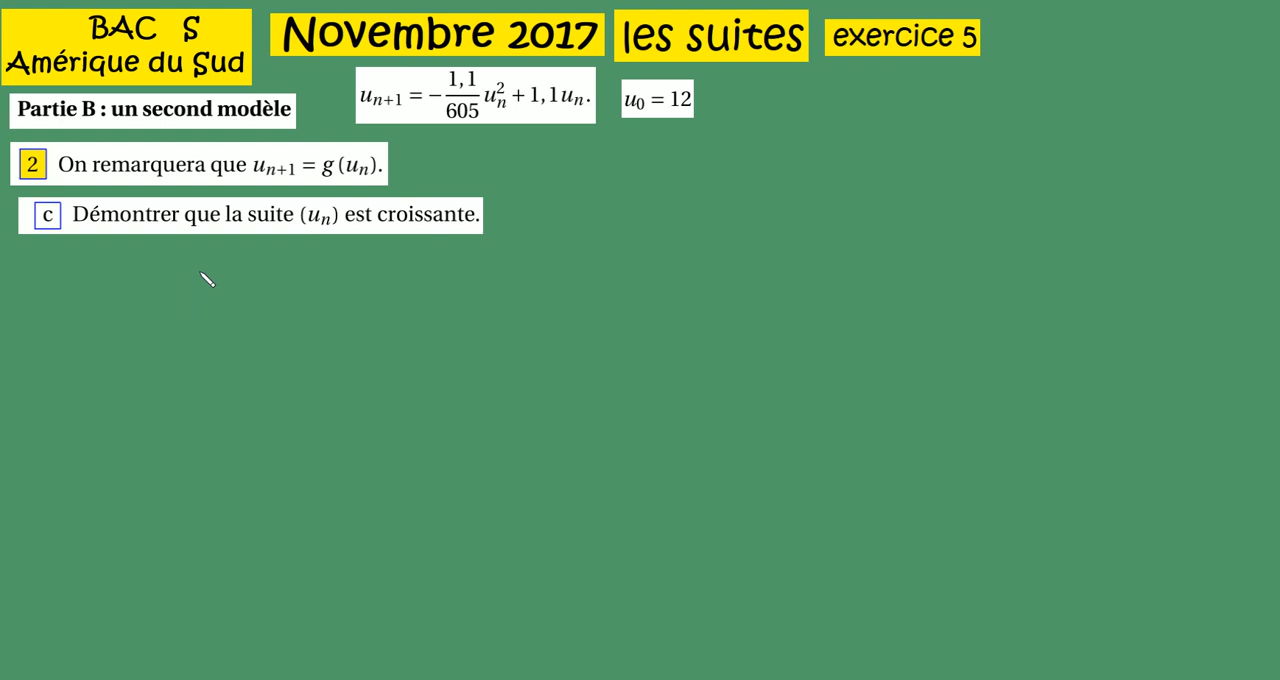 BAC S
Amérique du Sud
Novembre 2017
les suites
exercice 5
Partie B : un second modèle
u_{n+1} = -\frac{1,1}{605} u_n^2 + 1,1u_n.
u_0 = 12
2 On remarquera que u_{n+1} = g(u_n).
c Démontrer que la suite (u_n) est croissante.